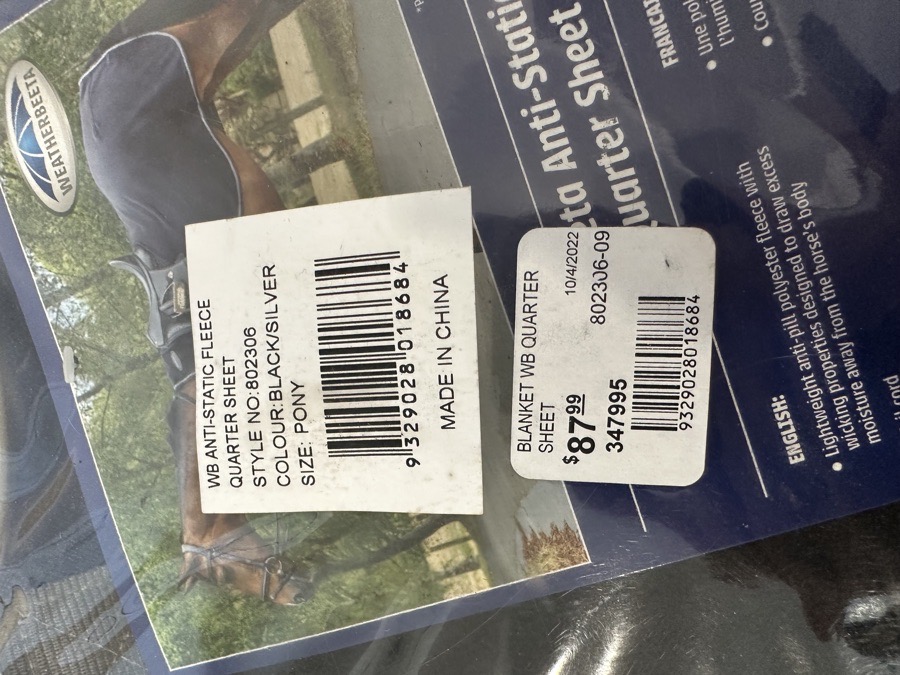 WEATHERBEETA
WB ANTI-STATIC FLEECE
QUARTER SHEET
STYLE NO:802306
COLOUR:BLACK/SILVER
SIZE: PONY
9 329028 018684
MADE IN CHINA
eta Anti-Static
Quarter Sheet
BLANKET WB QUARTER
SHEET
10/4/2022
$87.99
802306-09
347995
9329028018684
ENGLISH:
• Lightweight anti-pill polyester fleece with
wicking properties designed to draw excess
moisture away from the horse's body
FRANÇAI
• Une pol
l'humi
• Cou